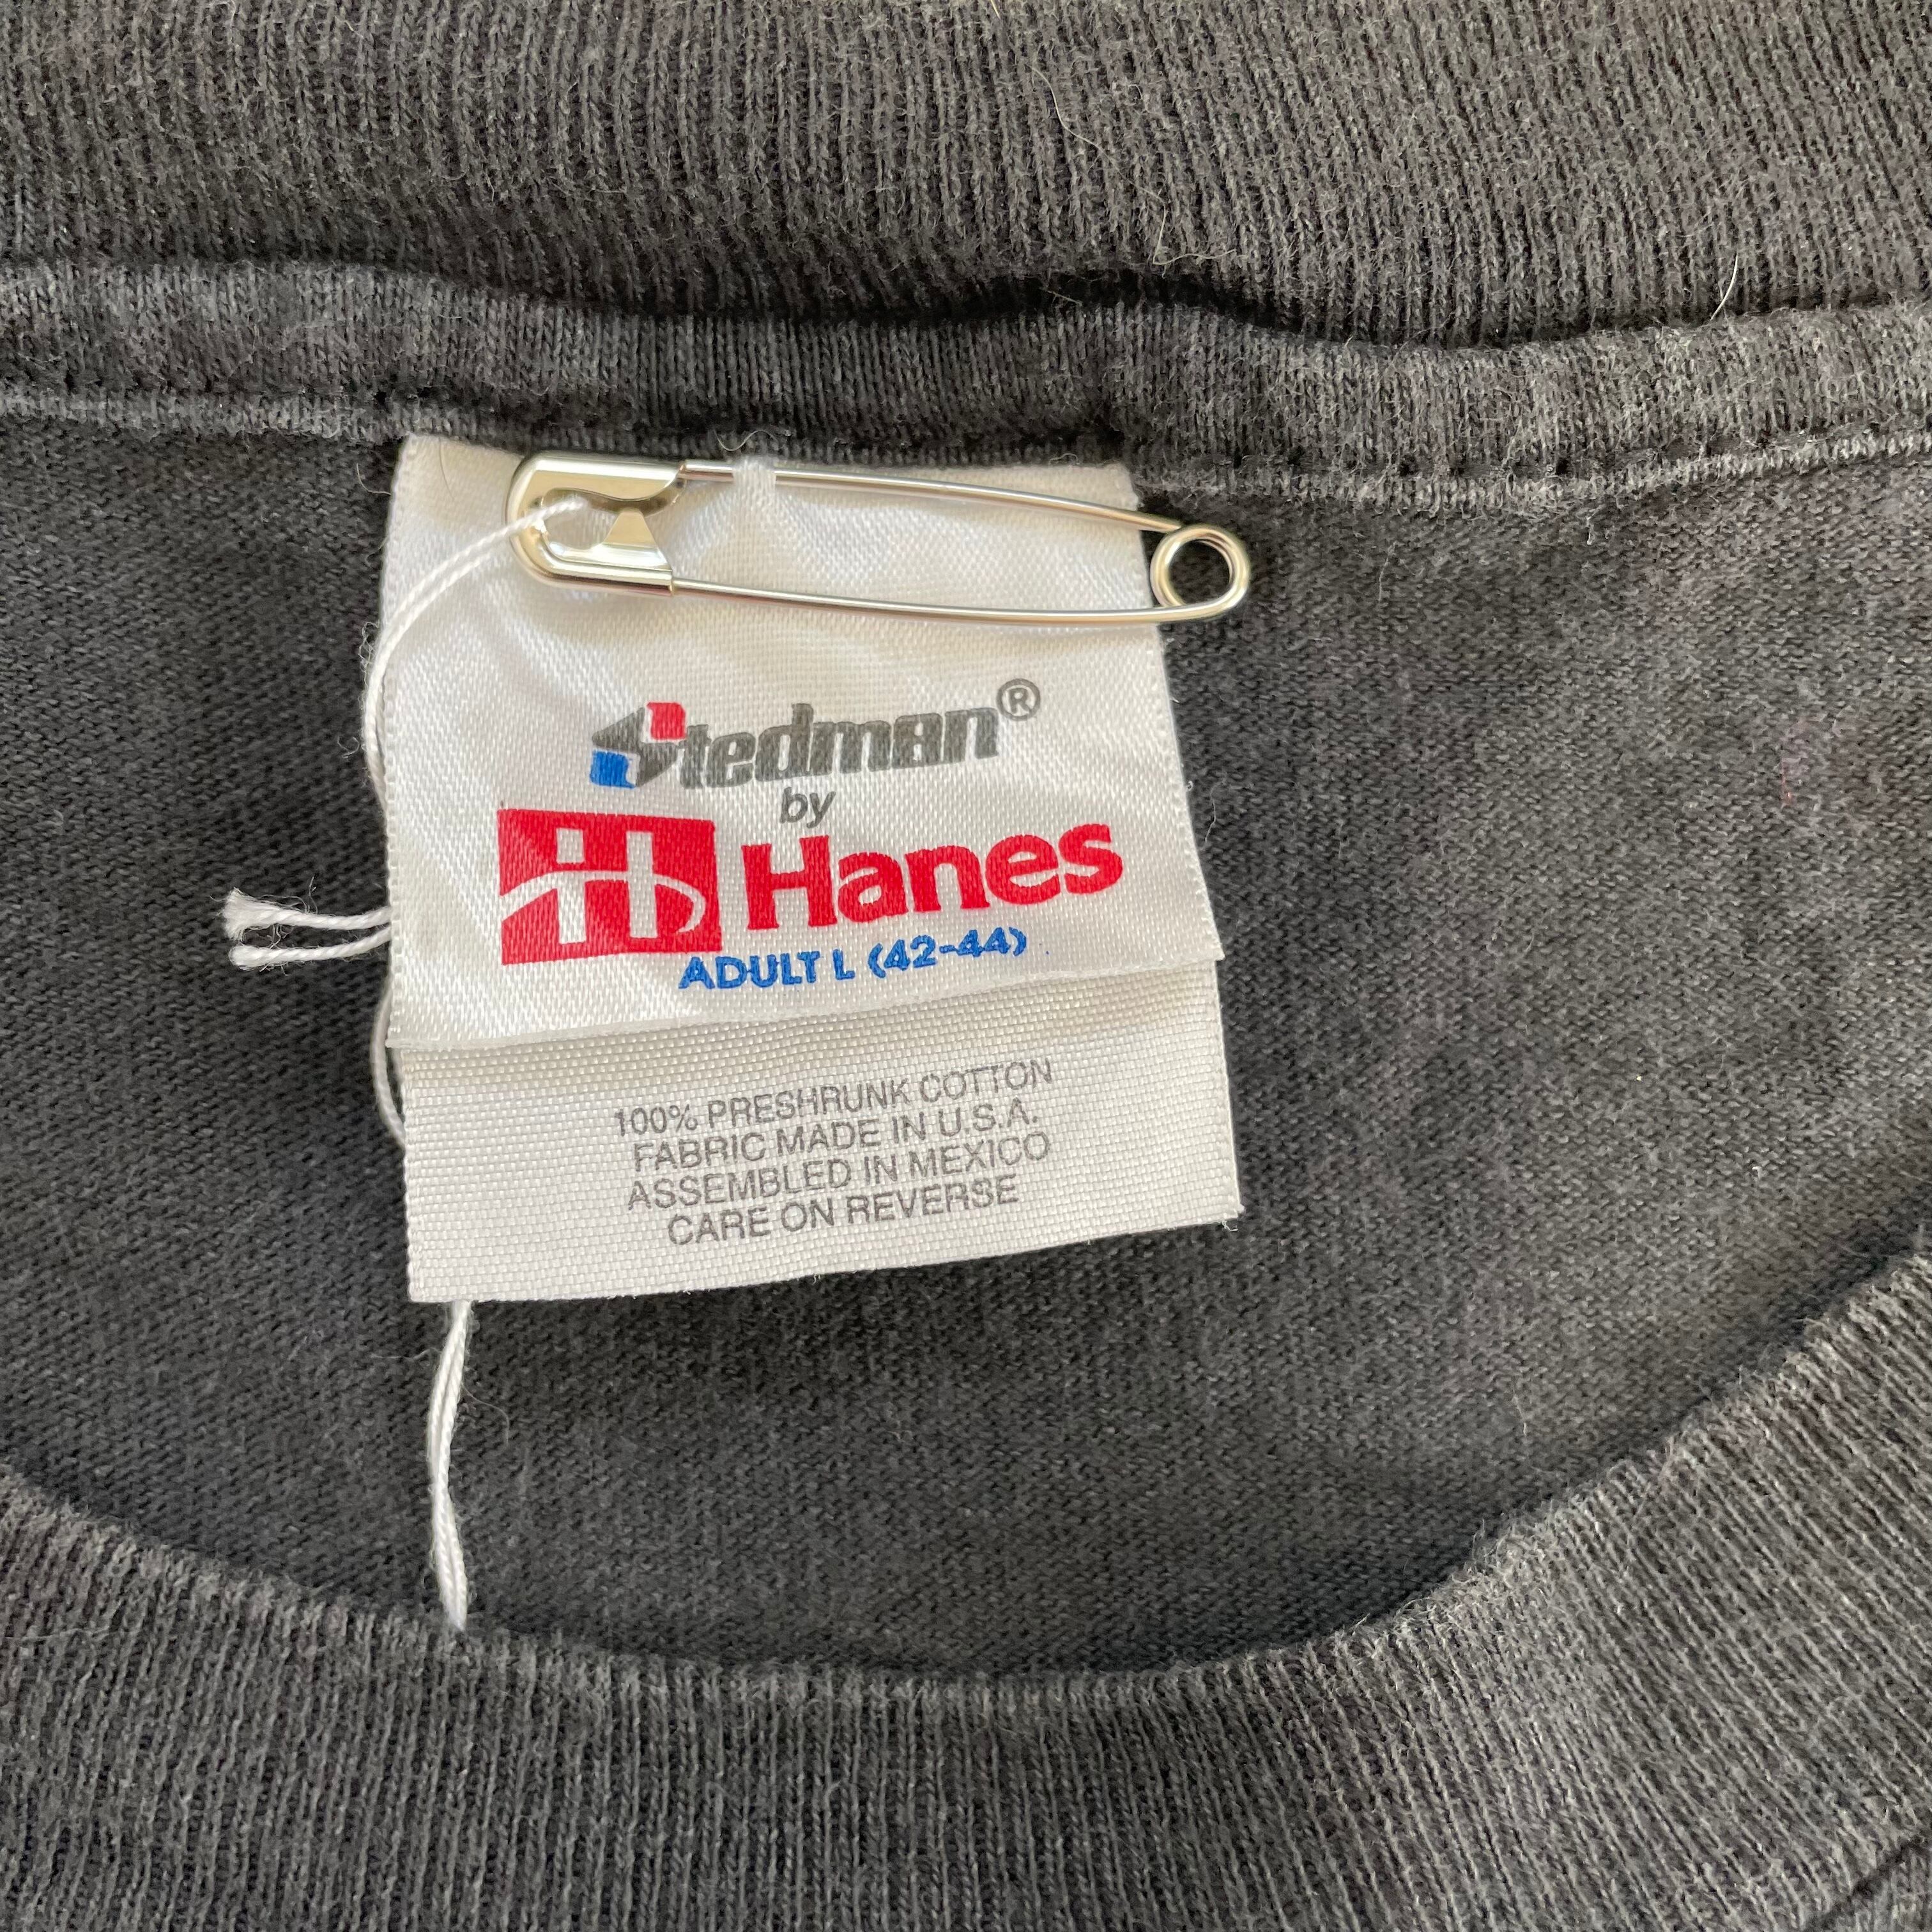 Stedman®
by
Hanes
ADULT L (42-44)
100% PRESHRUNK COTTON
FABRIC MADE IN U.S.A.
ASSEMBLED IN MEXICO
CARE ON REVERSE